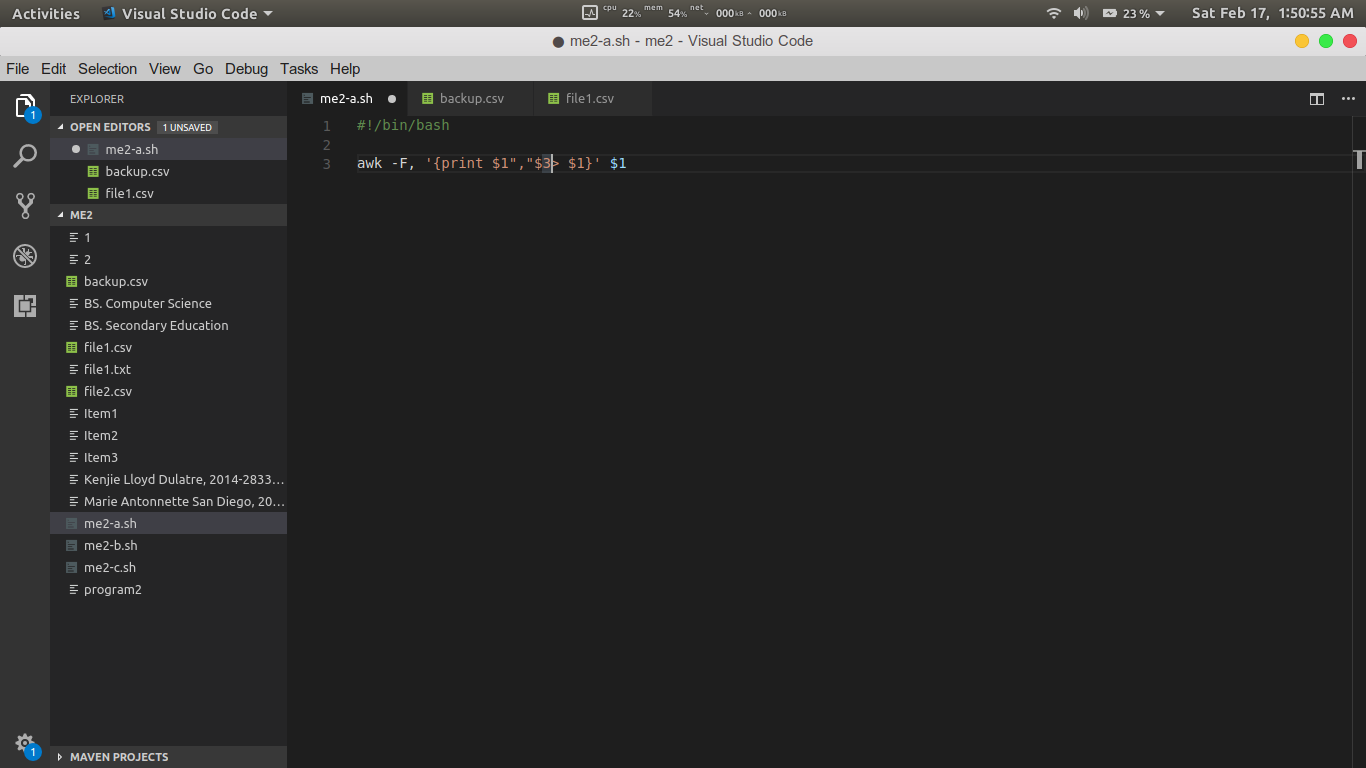 Activities Visual Studio Code cpu 22% mem 54% net 000kB 000kB 23 % Sat Feb 17, 1:50:55 AM
● me2-a.sh - me2 - Visual Studio Code
File Edit Selection View Go Debug Tasks Help
EXPLORER
OPEN EDITORS 1 UNSAVED
me2-a.sh
backup.csv
file1.csv
ME2
1
2
backup.csv
BS. Computer Science
BS. Secondary Education
file1.csv
file1.txt
file2.csv
Item1
Item2
Item3
Kenjie Lloyd Dulatre, 2014-2833...
Marie Antonnette San Diego, 20...
me2-a.sh
me2-b.sh
me2-c.sh
program2
MAVEN PROJECTS
1
1
me2-a.sh backup.csv file1.csv
1 #!/bin/bash
2
3 awk -F, '{print $1","$3> $1}' $1